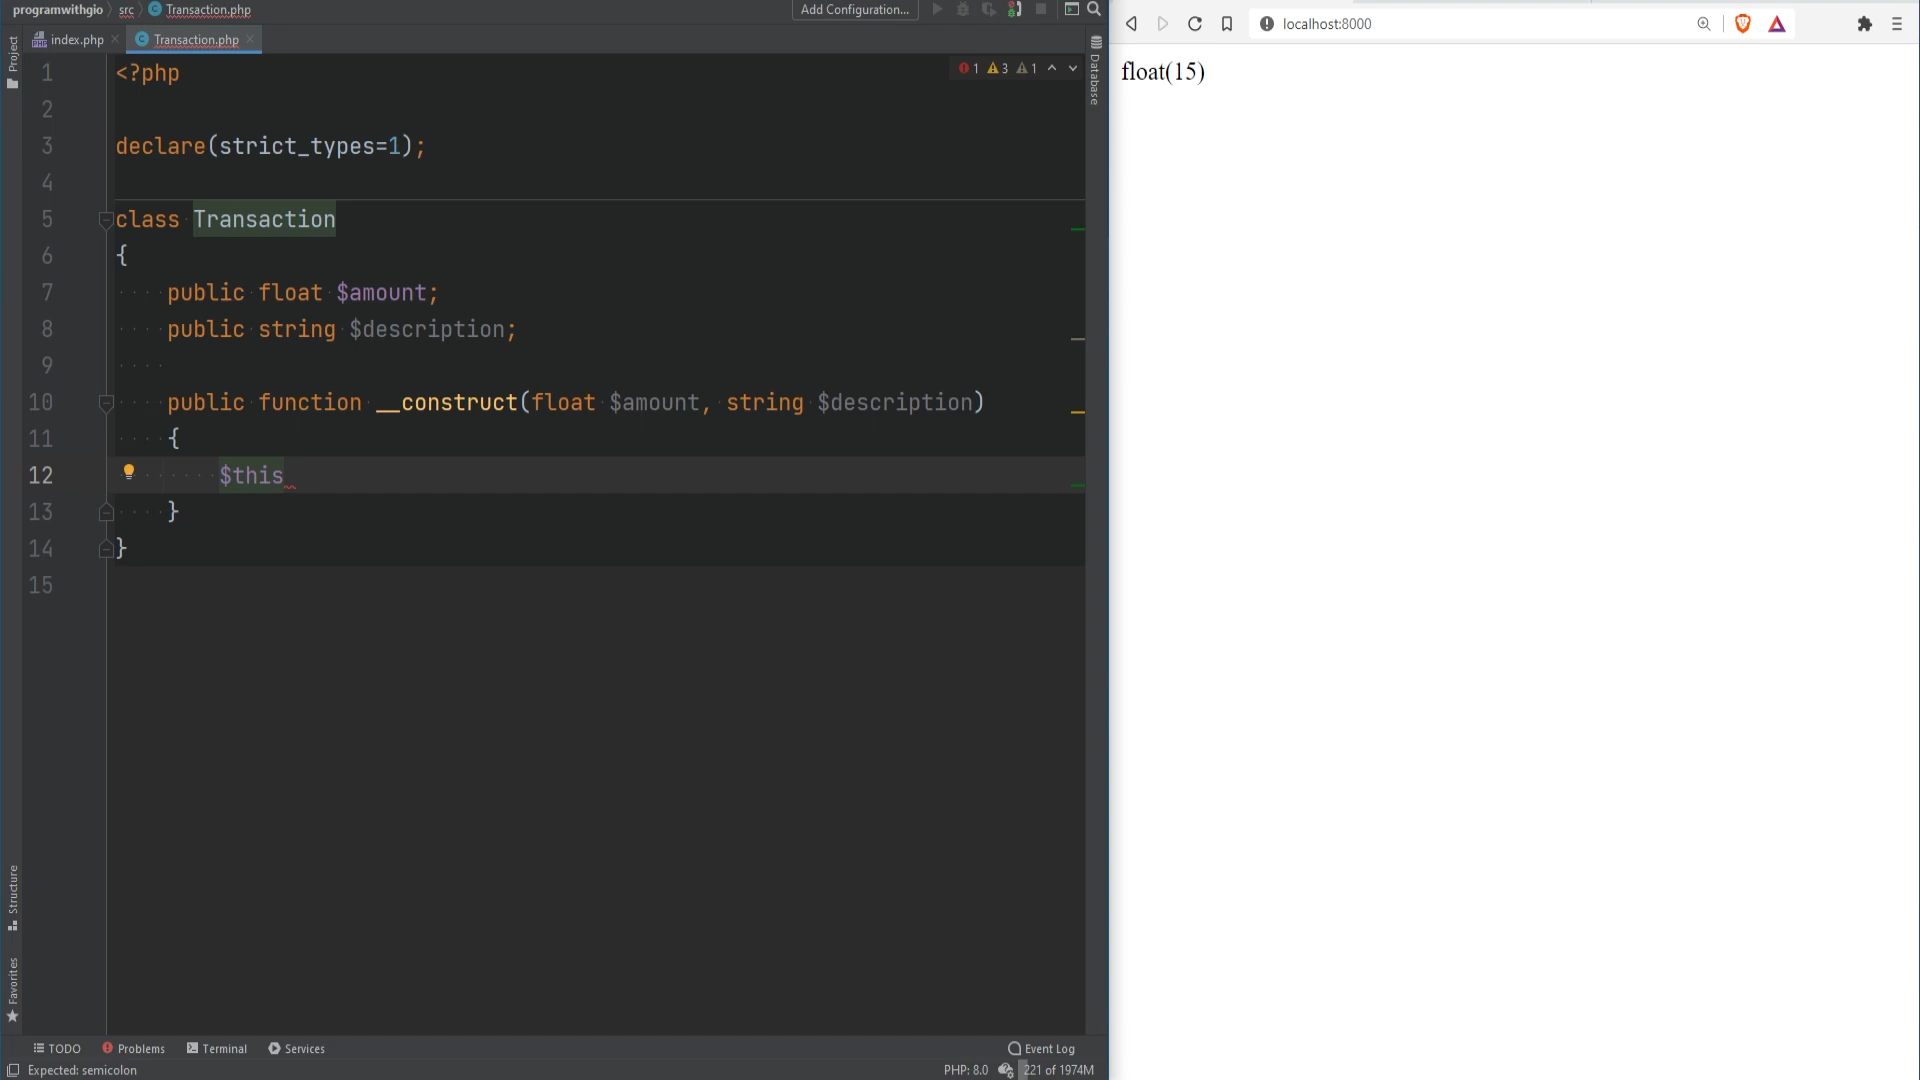 programwithgio src Transaction.php Add Configuration...
index.php Transaction.php
localhost:8000
Project
Database
1 3 1
float(15)
1 <?php
2
3 declare(strict_types=1);
4
5 class Transaction
6 {
7 public float $amount;
8 public string $description;
9
10 public function __construct(float $amount, string $description)
11 {
12 $this
13 }
14 }
15
Structure
Favorites
TODO Problems Terminal Services Event Log
Expected: semicolon PHP: 8.0 221 of 1974M